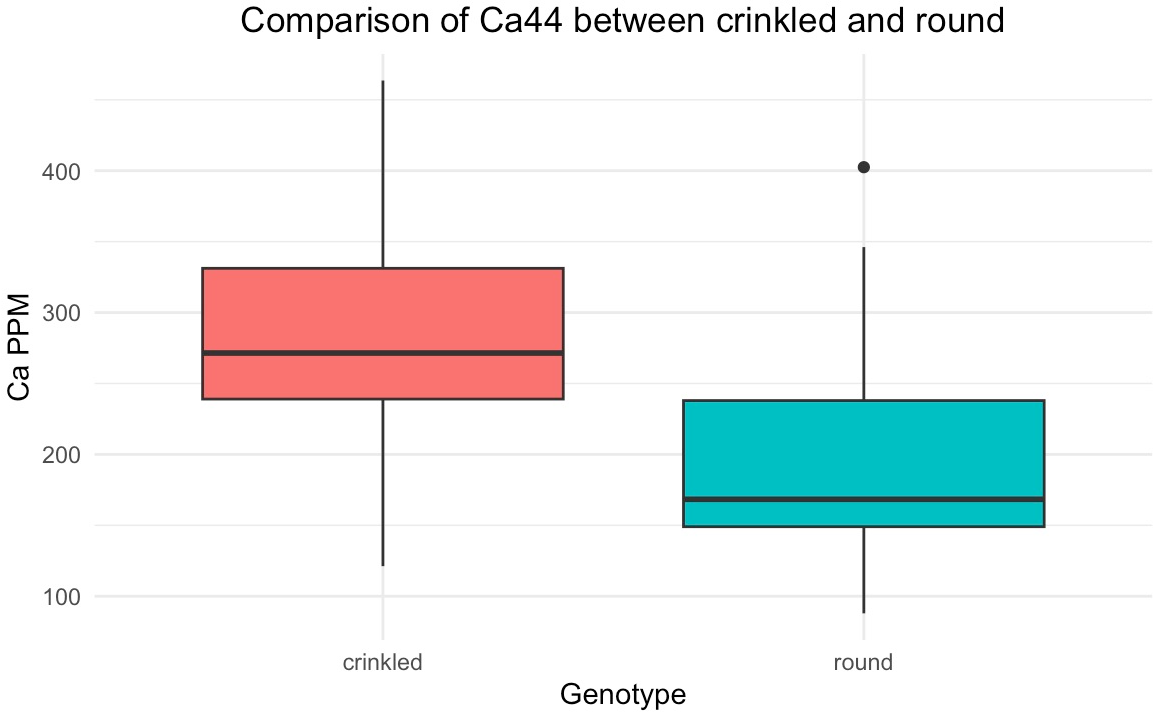 Comparison of Ca44 between crinkled and round
Ca PPM
400
300
200
100
crinkled round
Genotype